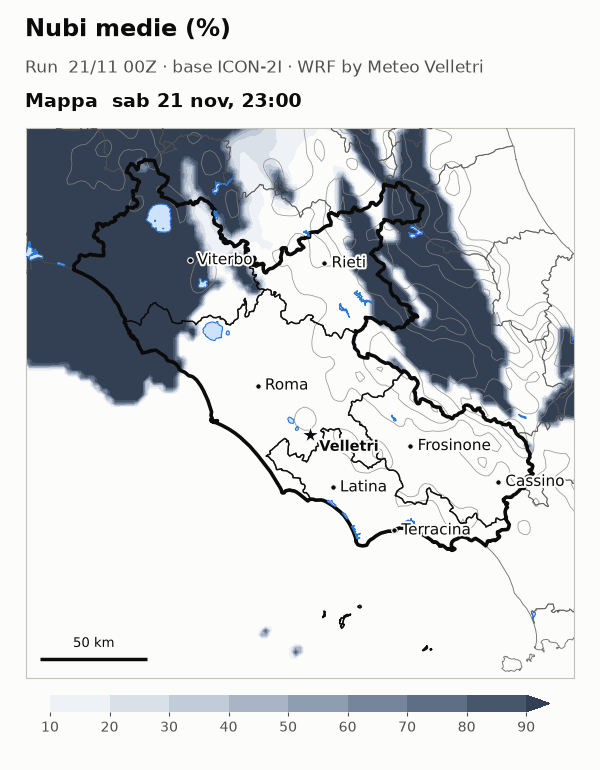 Nubi medie (%)
Run 21/11 00Z · base ICON-2I · WRF by Meteo Velletri
Mappa sab 21 nov, 23:00
Viterbo
Rieti
Roma
Velletri
Frosinone
Latina
Cassino
Terracina
50 km
10 20 30 40 50 60 70 80 90